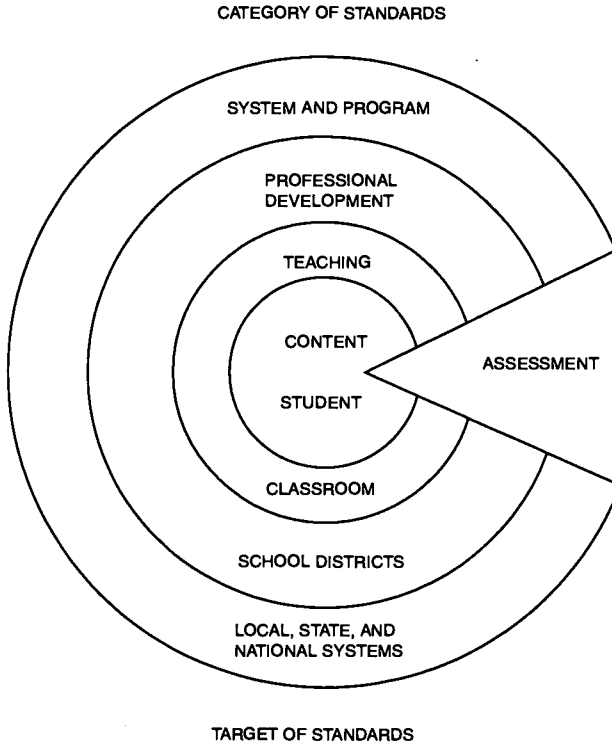 CATEGORY OF STANDARDS
SYSTEM AND PROGRAM
PROFESSIONAL
DEVELOPMENT
TEACHING
CONTENT
ASSESSMENT
STUDENT
CLASSROOM
SCHOOL DISTRICTS
LOCAL, STATE, AND
NATIONAL SYSTEMS
TARGET OF STANDARDS